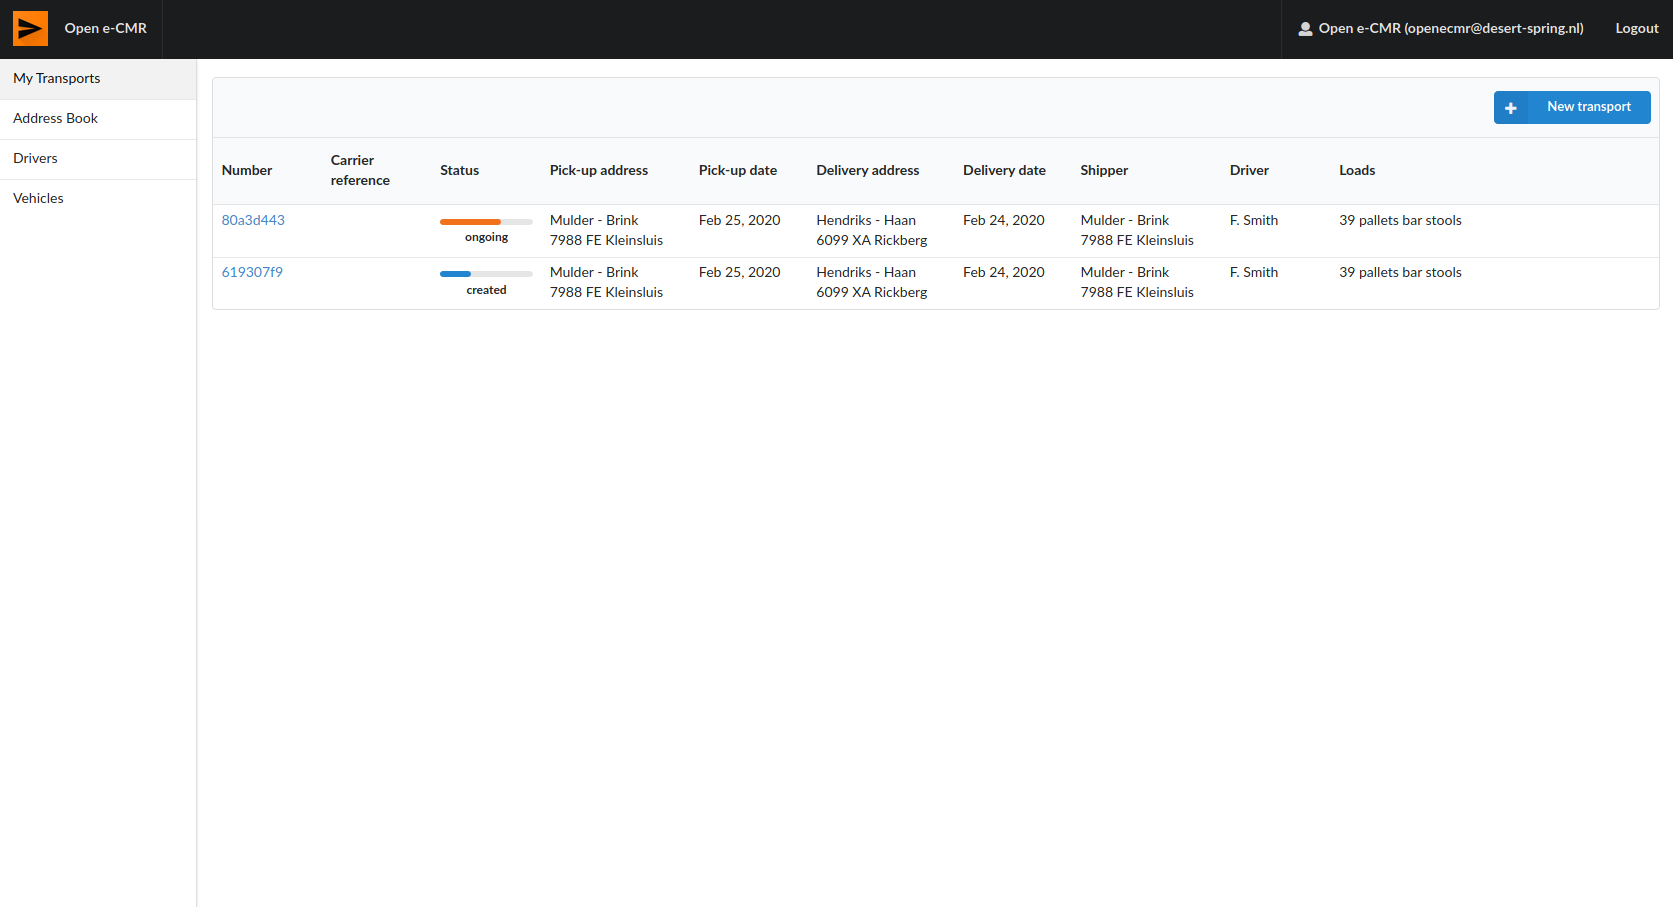 Open e-CMR
Open e-CMR (openecmr@desert-spring.nl)
Logout
My Transports
Address Book
Drivers
Vehicles
New transport
Number Carrier reference Status Pick-up address Pick-up date Delivery address Delivery date Shipper Driver Loads
80a3d443 Mulder - Brink Feb 25, 2020 Hendriks - Haan Feb 24, 2020 Mulder - Brink F. Smith 39 pallets bar stools
ongoing 7988 FE Kleinsluis 6099 XA Rickberg 7988 FE Kleinsluis
619307f9 Mulder - Brink Feb 25, 2020 Hendriks - Haan Feb 24, 2020 Mulder - Brink F. Smith 39 pallets bar stools
created 7988 FE Kleinsluis 6099 XA Rickberg 7988 FE Kleinsluis